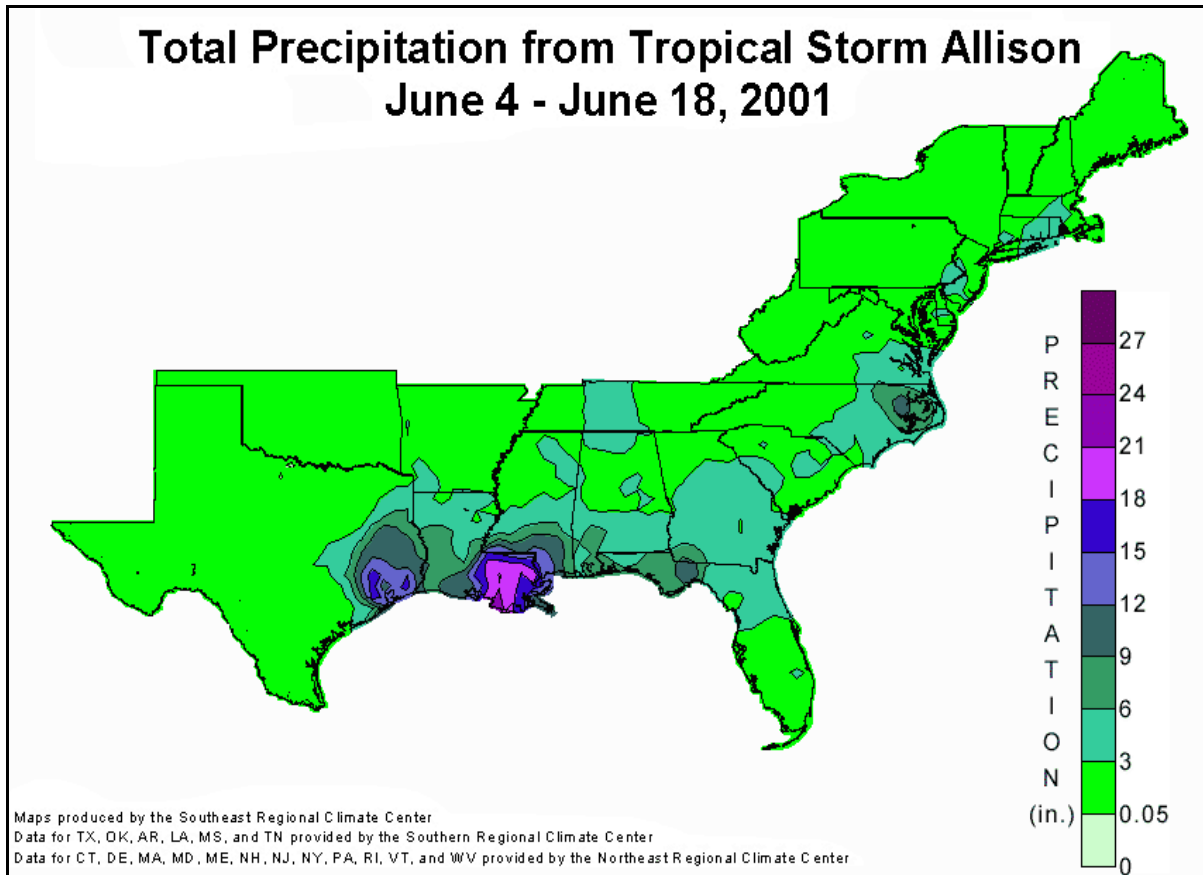 Total Precipitation from Tropical Storm Allison
June 4 - June 18, 2001
PRECIPITATION
(in.)
27
24
21
18
15
12
9
6
3
0.05
0
Maps produced by the Southeast Regional Climate Center
Data for TX, OK, AR, LA, MS, and TN provided by the Southern Regional Climate Center
Data for CT, DE, MA, MD, ME, NH, NJ, NY, PA, RI, VT, and WV provided by the Northeast Regional Climate Center